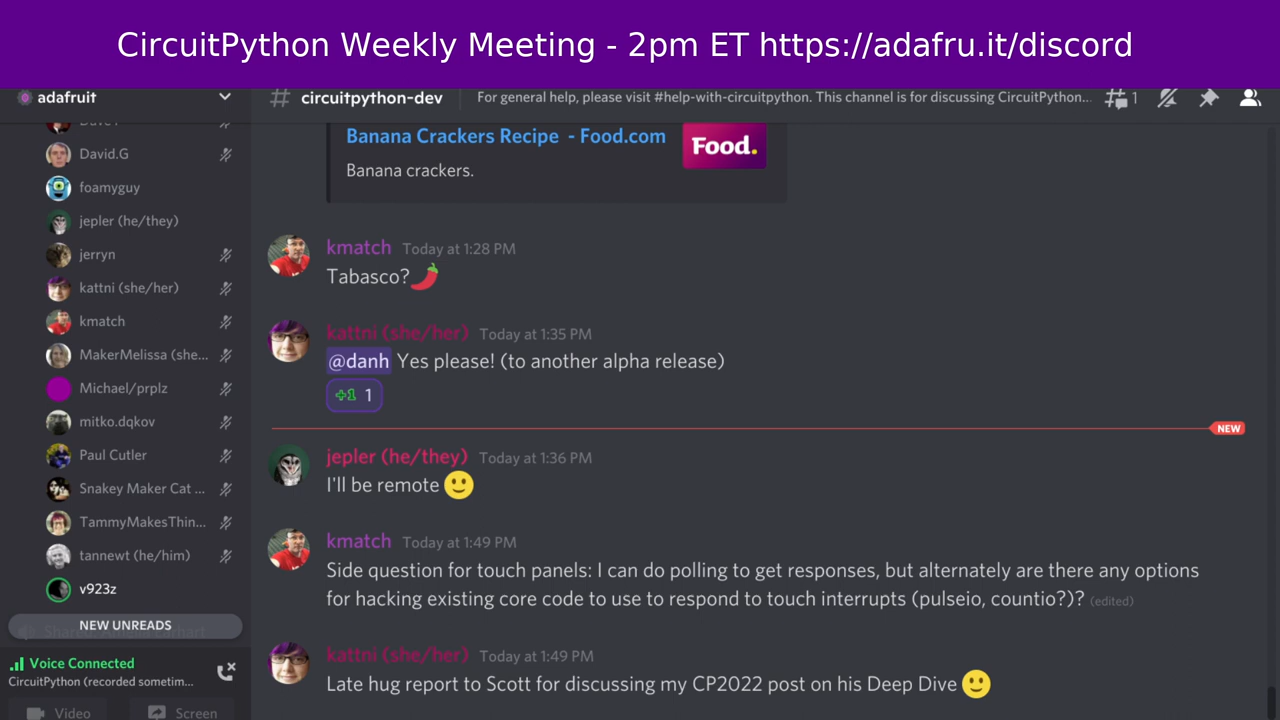 CircuitPython Weekly Meeting - 2pm ET https://adafru.it/discord
adafruit
# circuitpython-dev
For general help, please visit #help-with-circuitpython. This channel is for discussing CircuitPython...
1
David.G
foamyguy
jepler (he/they)
jerryn
kattni (she/her)
kmatch
MakerMelissa (she...
Michael/prplz
mitko.dqkov
Paul Cutler
Snakey Maker Cat ...
TammyMakesThin...
tannewt (he/him)
v923z
NEW UNREADS
Voice Connected
CircuitPython (recorded sometim...
Video
Screen
Banana Crackers Recipe - Food.com
Banana crackers.
Food.
kmatch Today at 1:28 PM
Tabasco?🌶️
kattni (she/her) Today at 1:35 PM
@danh Yes please! (to another alpha release)
+1 1
NEW
jepler (he/they) Today at 1:36 PM
I'll be remote 🙂
kmatch Today at 1:49 PM
Side question for touch panels: I can do polling to get responses, but alternately are there any options
for hacking existing core code to use to respond to touch interrupts (pulseio, countio?)? (edited)
kattni (she/her) Today at 1:49 PM
Late hug report to Scott for discussing my CP2022 post on his Deep Dive 🙂